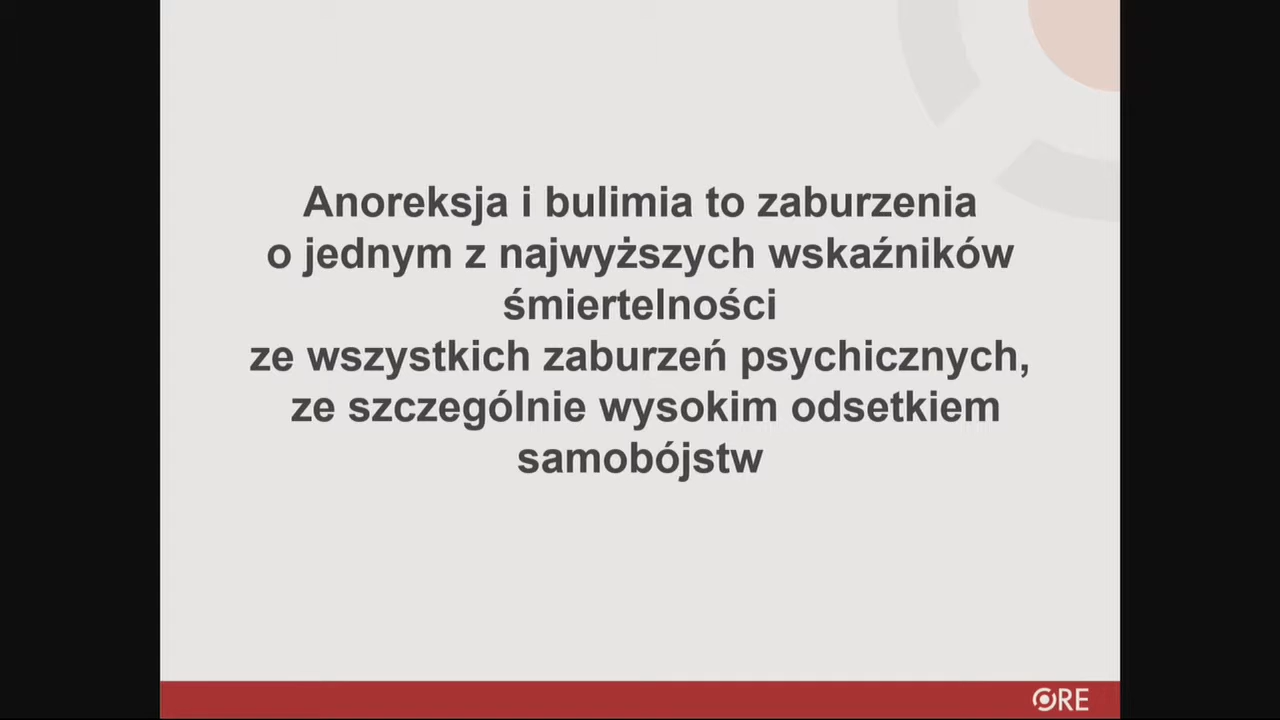 Anoreksja i bulimia to zaburzenia
o jednym z najwyższych wskaźników
śmiertelności
ze wszystkich zaburzeń psychicznych,
ze szczególnie wysokim odsetkiem
samobójstw
ORE